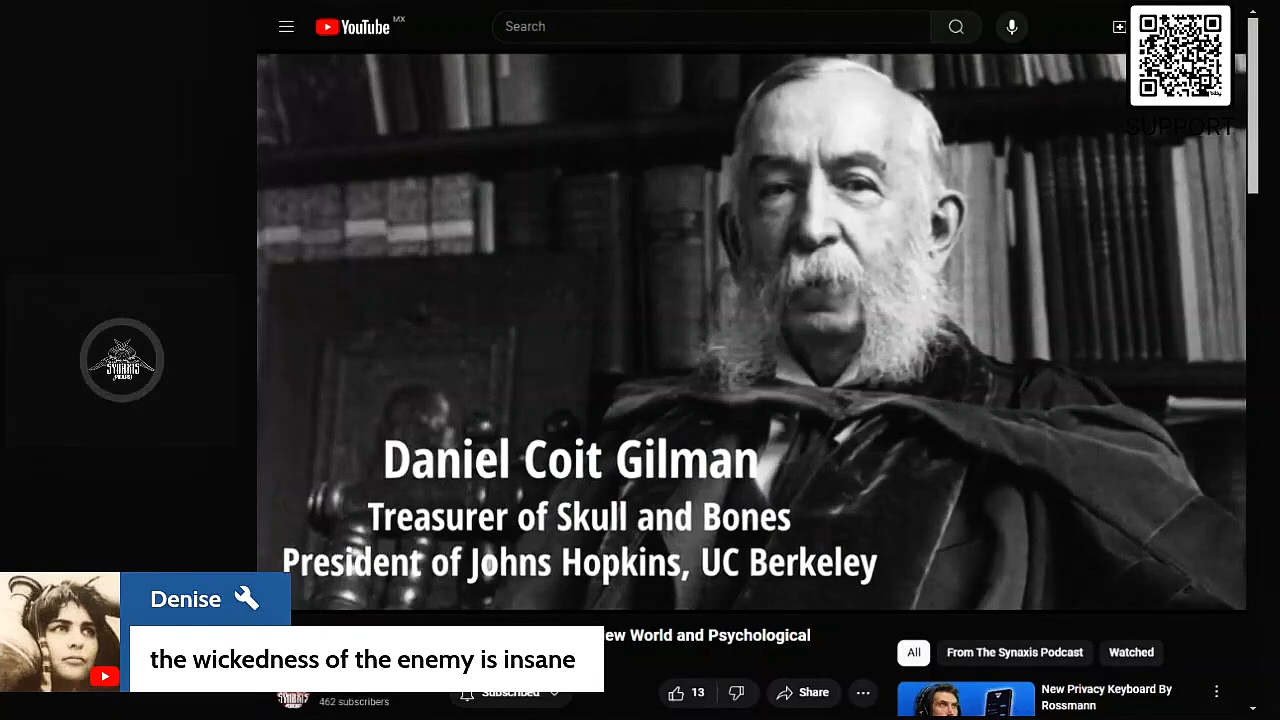 YouTube MX
Search
SUPPORT
SYNAXIS
Daniel Coit Gilman
Treasurer of Skull and Bones
President of Johns Hopkins, UC Berkeley
Denise
the wickedness of the enemy is insane
ew World and Psychological
462 subscribers
Subscribed
13
Share
All
From The Synaxis Podcast
Watched
New Privacy Keyboard By
Rossmann